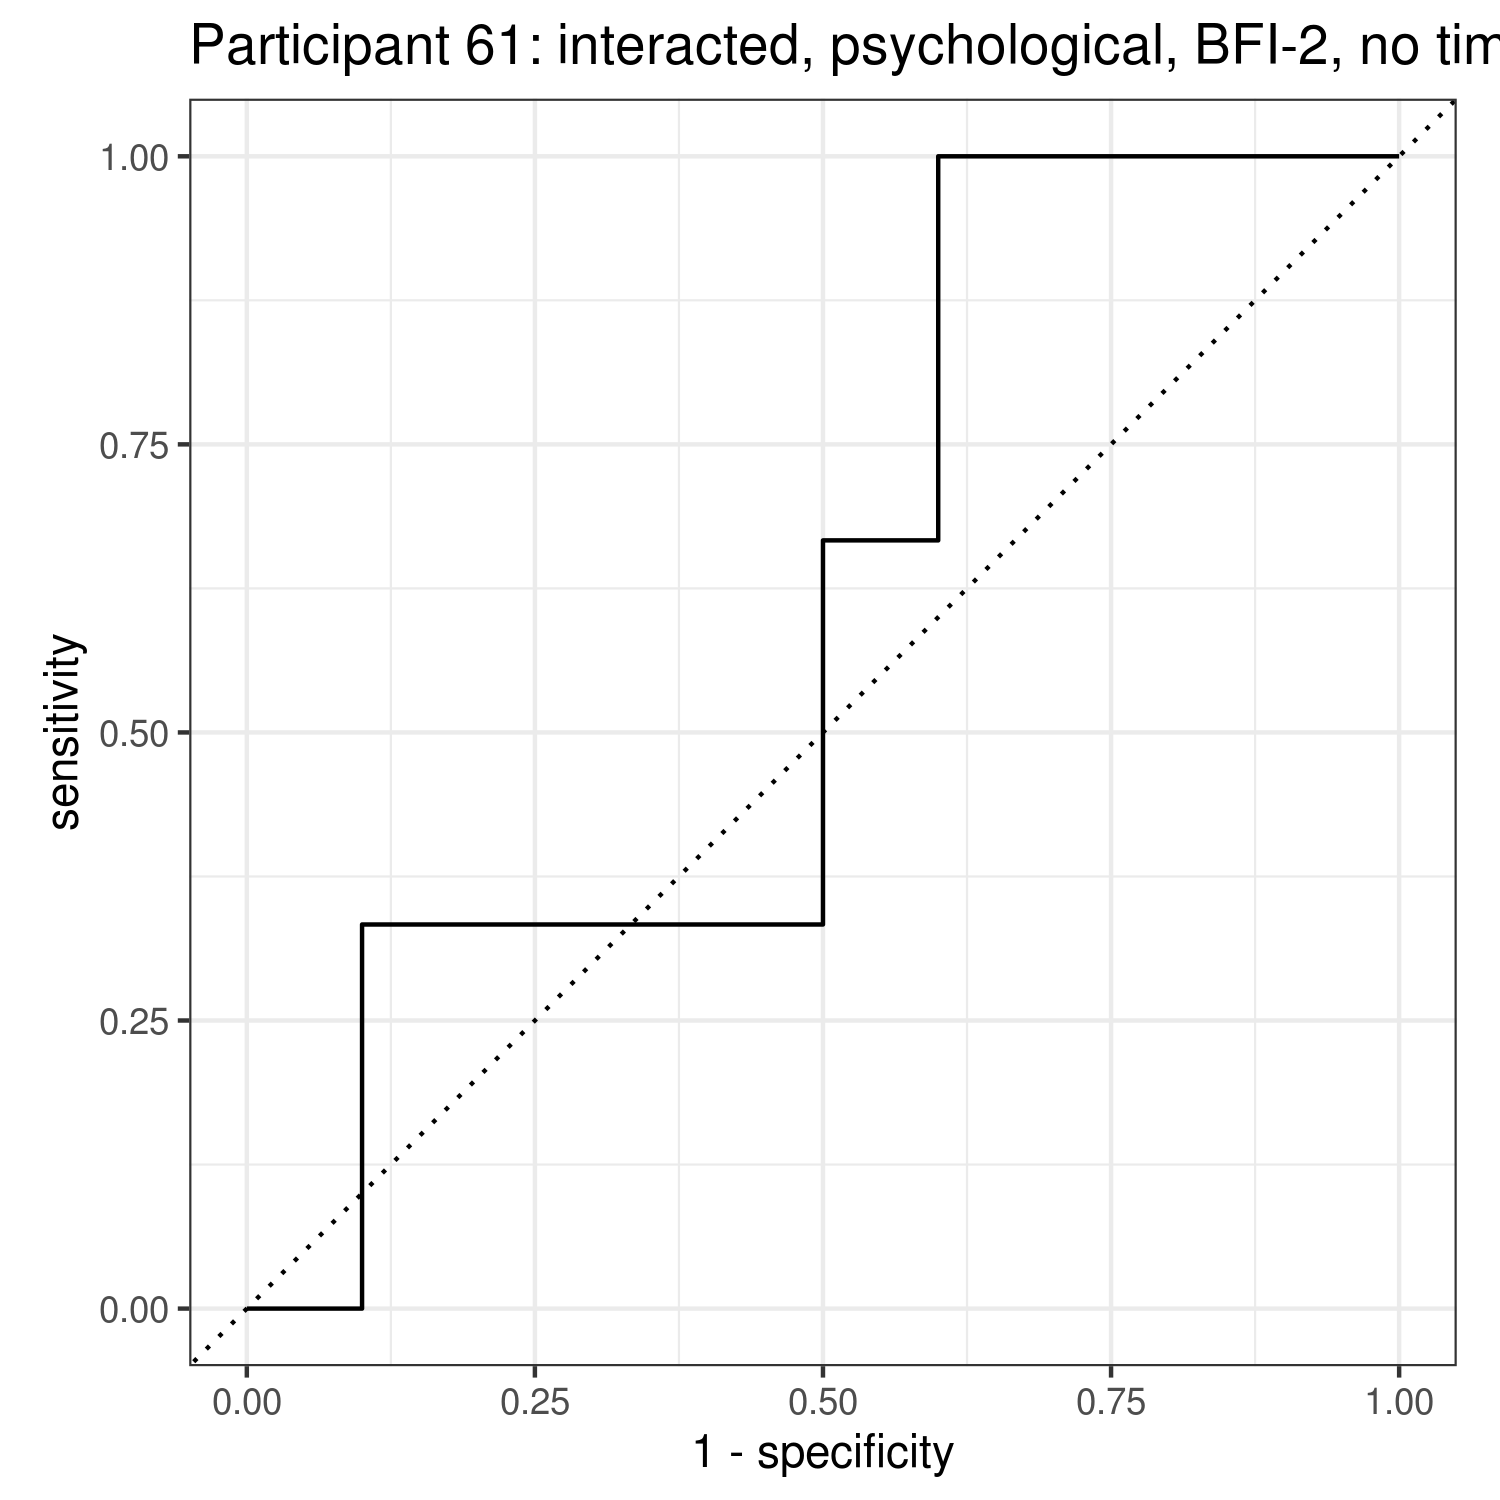 Participant 61: interacted, psychological, BFI-2, no
1.00
0.75
0.50
0.25
0.00
sensitivity
0.00 0.25 0.50 0.75 1.00
1 - specificity